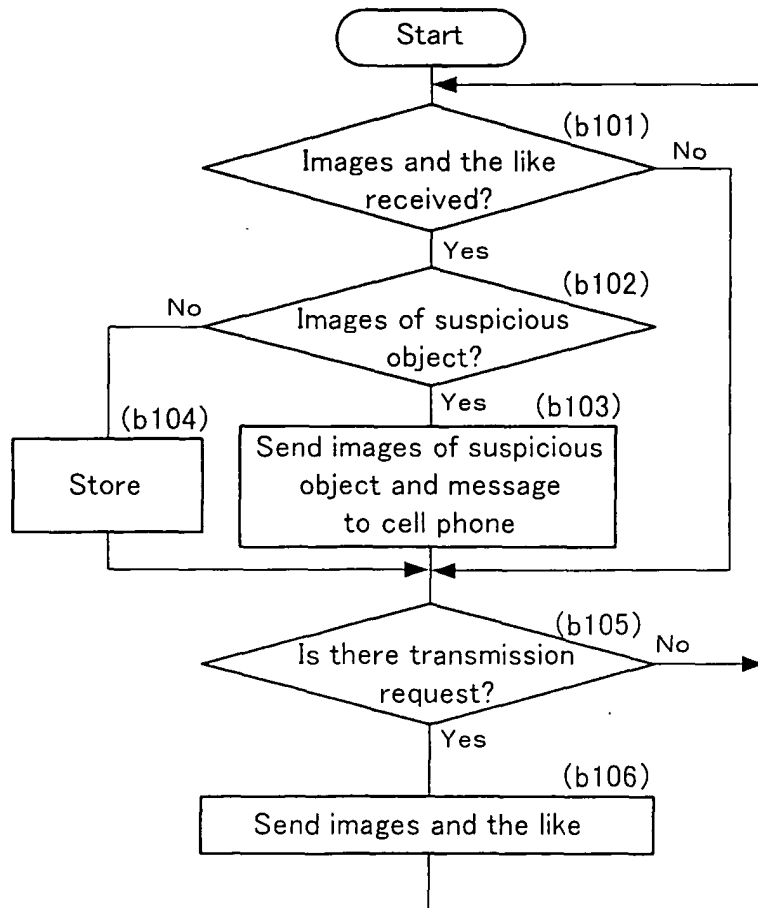 Start
(b101)
Images and the like
received?
No
Yes
(b102)
No
Images of suspicious
object?
Yes
(b103)
(b104)
Send images of suspicious
object and message
to cell phone
Store
(b105)
Is there transmission
request?
No
Yes
(b106)
Send images and the like